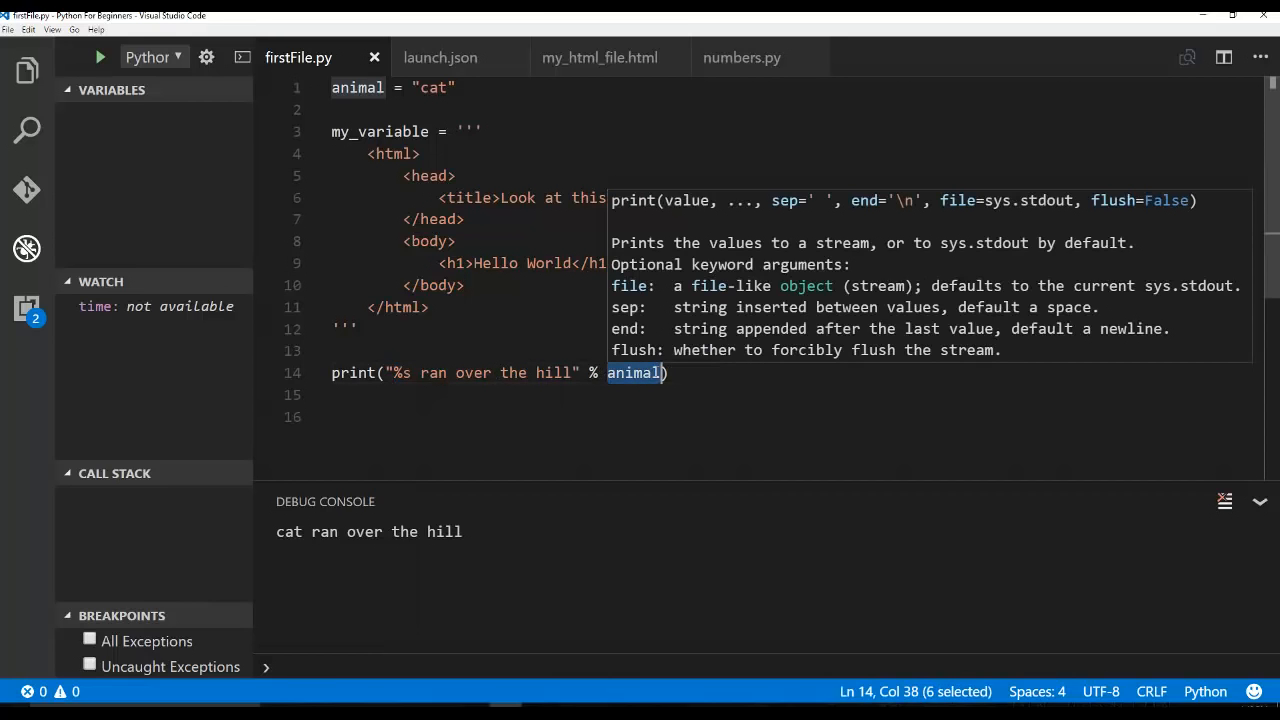 firstFile.py - Python For Beginners - Visual Studio Code
File Edit View Go Help
Python
firstFile.py
launch.json
my_html_file.html
numbers.py
VARIABLES
WATCH
time: not available
CALL STACK
BREAKPOINTS
All Exceptions
Uncaught Exceptions
2
1 animal = "cat"
2
3 my_variable = '''
4 <html>
5 <head>
6 <title>Look at this
7 </head>
8 <body>
9 <h1>Hello World</h1
10 </body>
11 </html>
12 '''
13
14 print("%s ran over the hill" % animal)
15
16
print(value, ..., sep=' ', end='\n', file=sys.stdout, flush=False)
Prints the values to a stream, or to sys.stdout by default.
Optional keyword arguments:
file: a file-like object (stream); defaults to the current sys.stdout.
sep: string inserted between values, default a space.
end: string appended after the last value, default a newline.
flush: whether to forcibly flush the stream.
DEBUG CONSOLE
cat ran over the hill
0 0
Ln 14, Col 38 (6 selected) Spaces: 4 UTF-8 CRLF Python